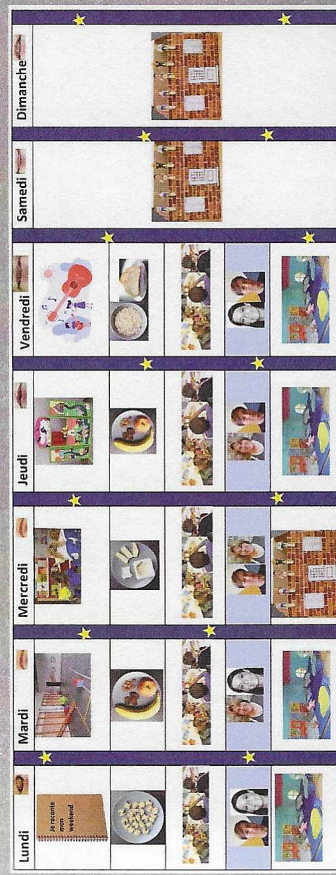 Lundi
Je raconte
mon
weekend
Mardi
Mercredi
Jeudi
Vendredi
Samedi
Dimanche